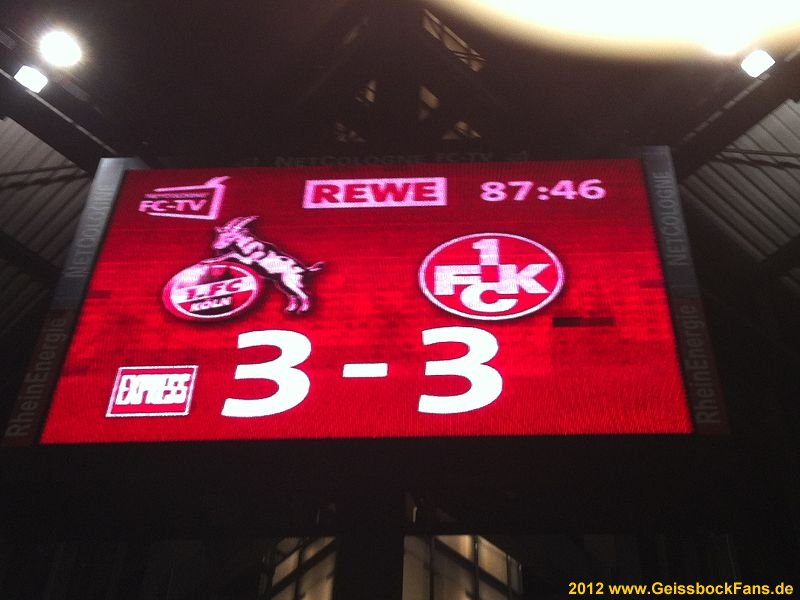 NETCOLOGNE FC-TV
FC-TV
REWE
87:46
1.FC
KÖLN
1
FCK
3 - 3
EXPRESS
NETCOLOGNE
RheinEnergie
NETCOLOGNE
RheinEnergie
2012 www.GeissbockFans.de